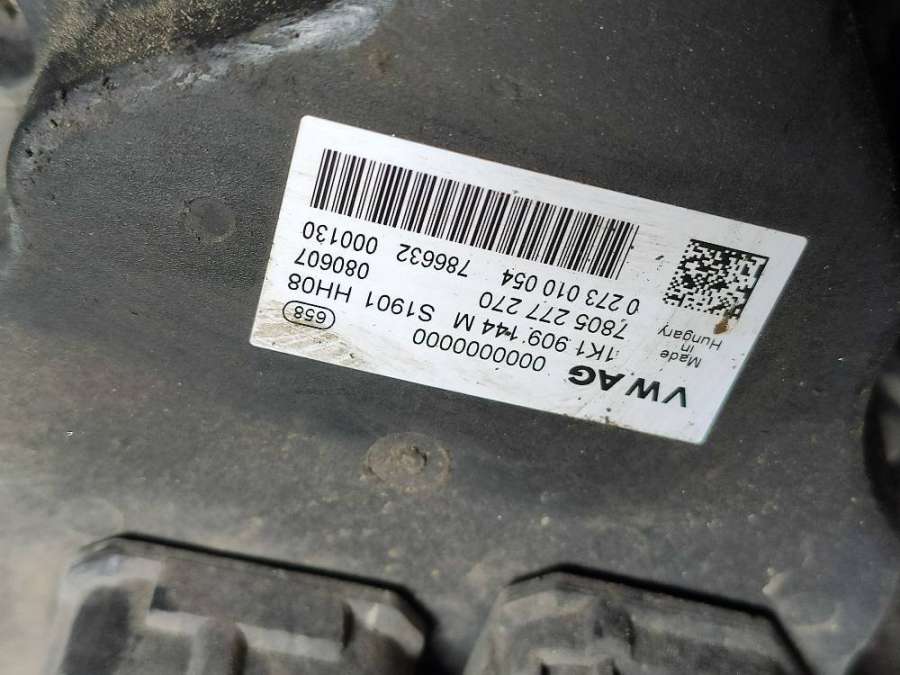 VW AG 0000000000
1K1 909 144 M S1901 HH08 658
7805 277 270 080607
0 273 010 054 786632 000130
Made
in
Hungary